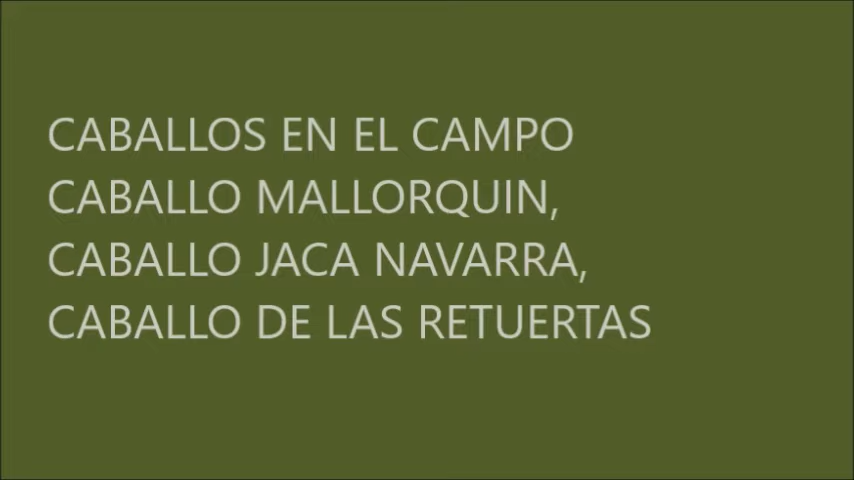 CABALLOS EN EL CAMPO
CABALLO MALLORQUIN,
CABALLO JACA NAVARRA,
CABALLO DE LAS RETUERTAS